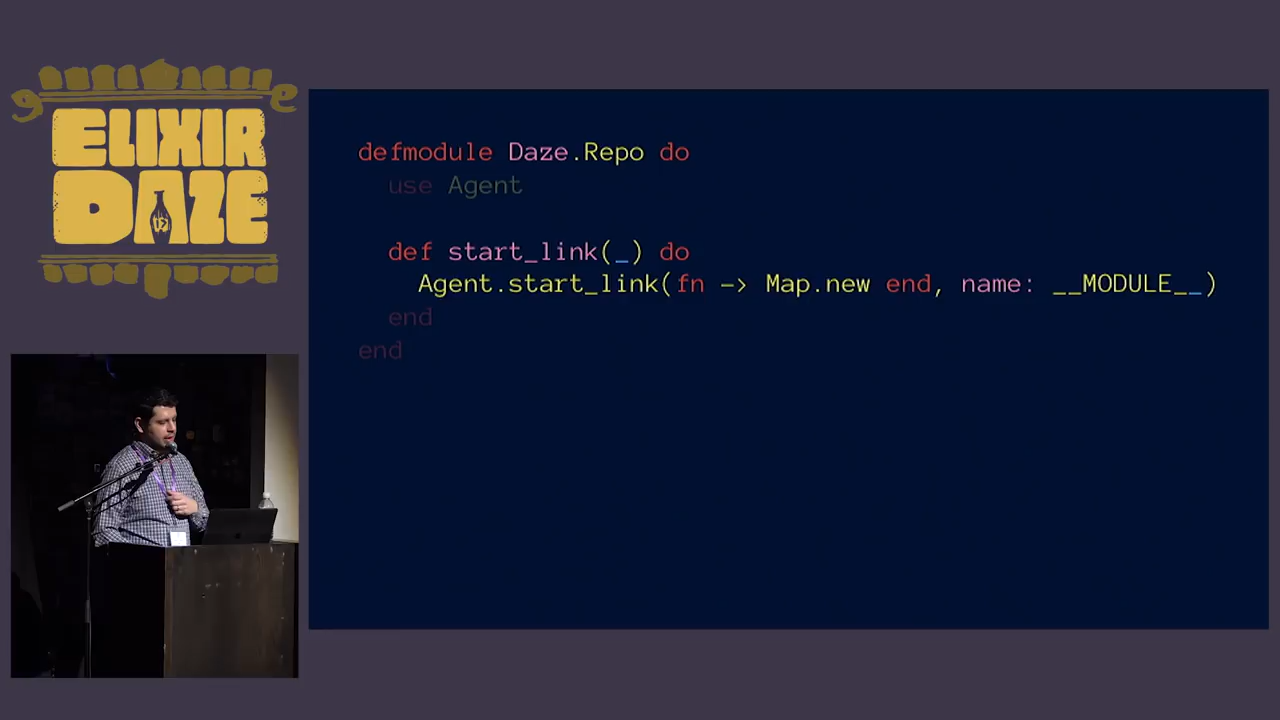 ELIXIR
DAZE
defmodule Daze.Repo do
  use Agent

  def start_link(_) do
    Agent.start_link(fn -> Map.new end, name: __MODULE__)
  end
end